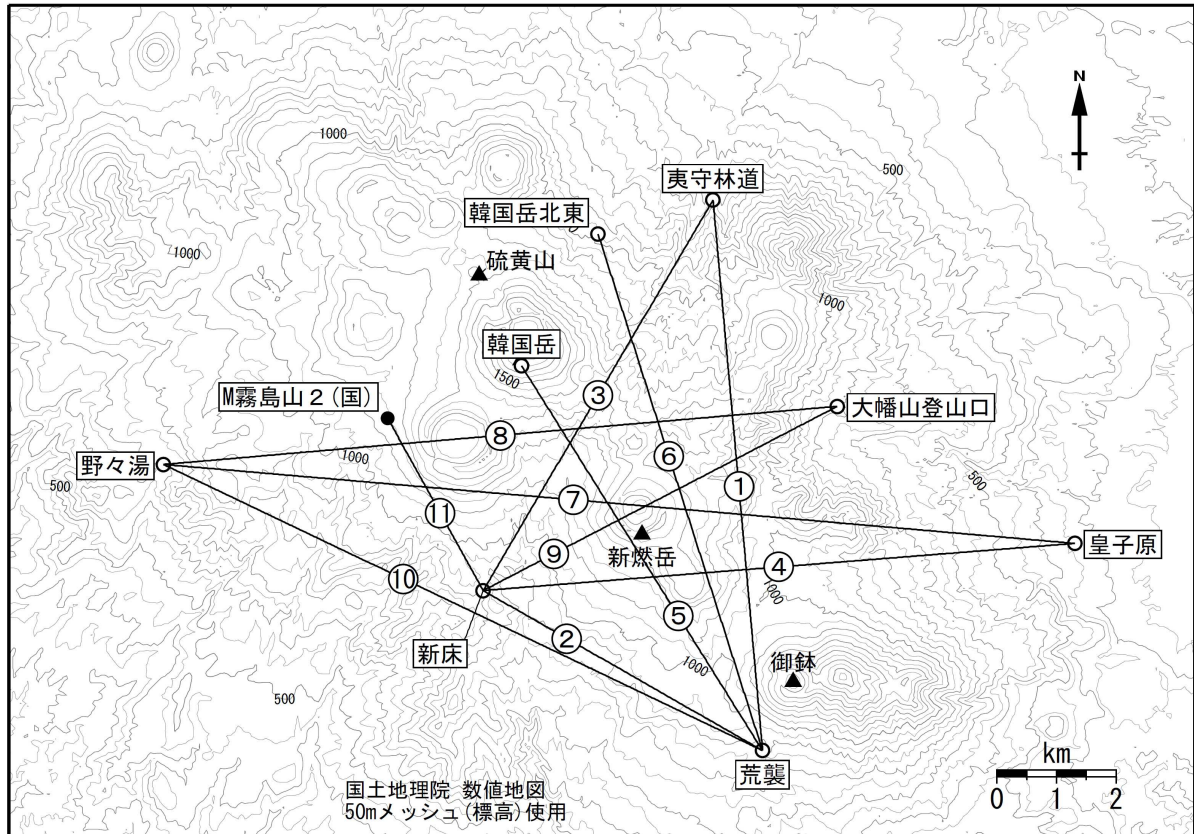 N
1000
夷守林道
500
韓国岳北東
1000
硫黄山
1000
韓国岳
1500
③
M霧島山2(国)
大幡山登山口
⑧
1000
⑥
野々湯
500
500
①
⑦
⑪
新燃岳
皇子原
⑨
④
⑩
1000
⑤
②
新床
1000
御鉢
500
荒襲
km
0 1 2
国土地理院 数値地図
50mメッシュ(標高)使用